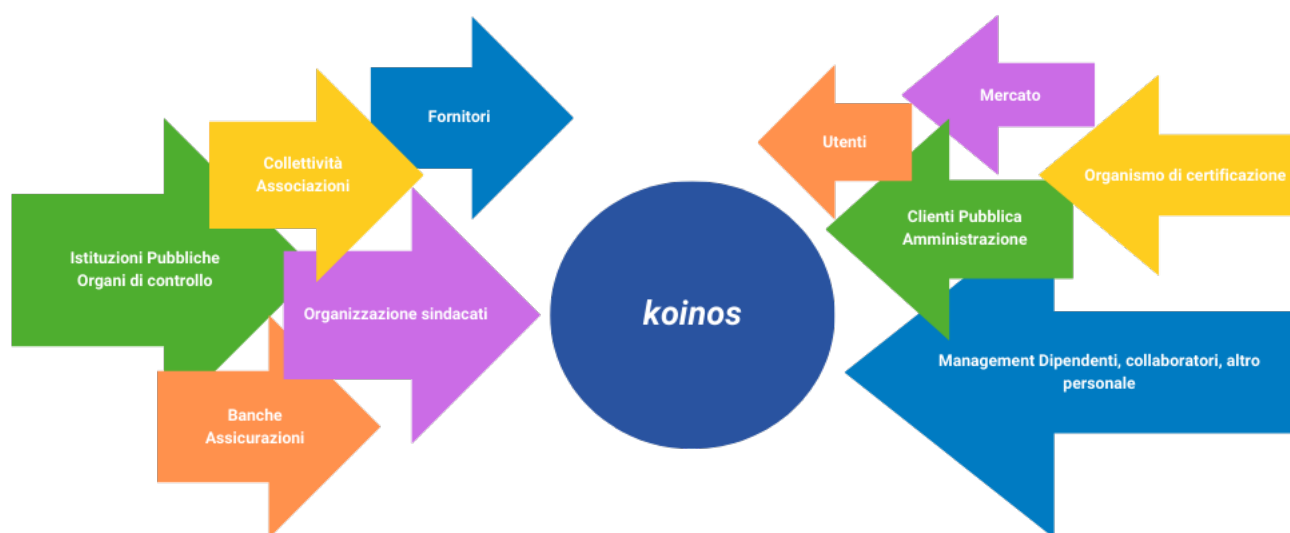 Fornitori
Collettività
Associazioni
Istituzioni Pubbliche
Organi di controllo
Organizzazione sindacati
Banche
Assicurazioni
koinos
Mercato
Utenti
Organismo di certificazione
Clienti Pubblica
Amministrazione
Management Dipendenti, collaboratori, altro
personale